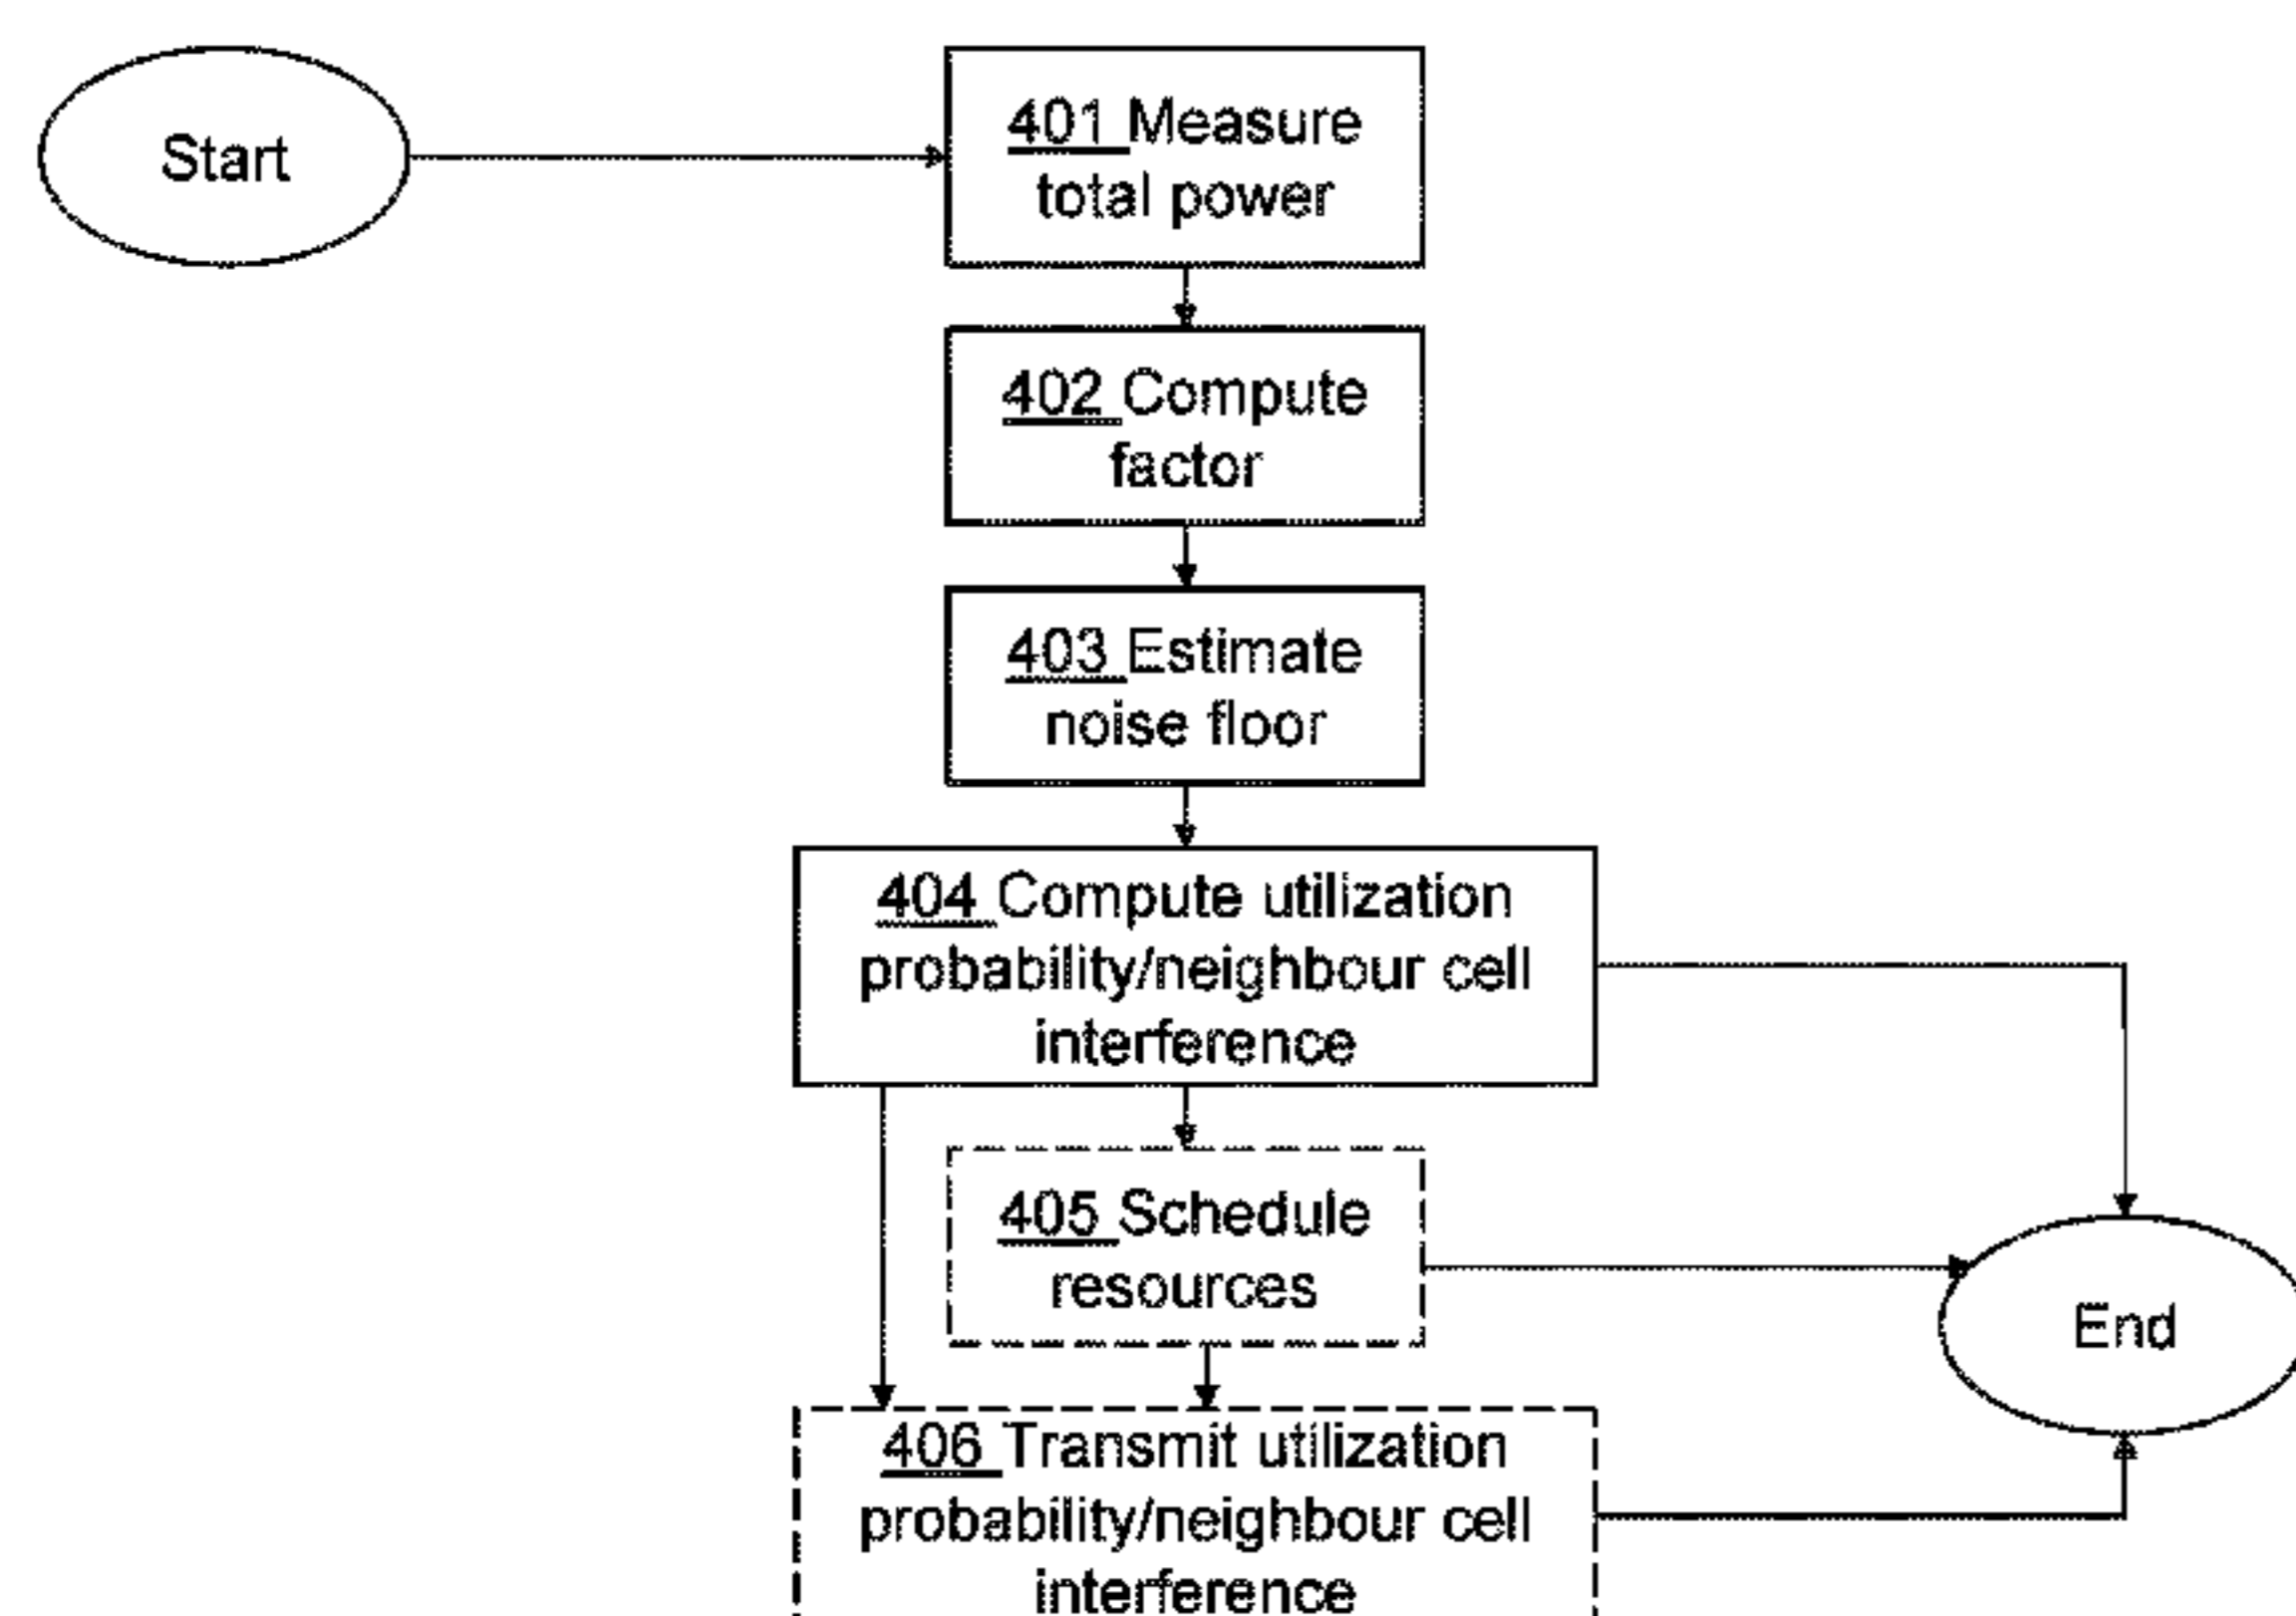 Start
401 Measure
total power
402 Compute
factor
403 Estimate
noise floor
404 Compute utilization
probability/neighbour cell
interference
405 Schedule
resources
End
406 Transmit utilization
probability/neighbour cell
interference